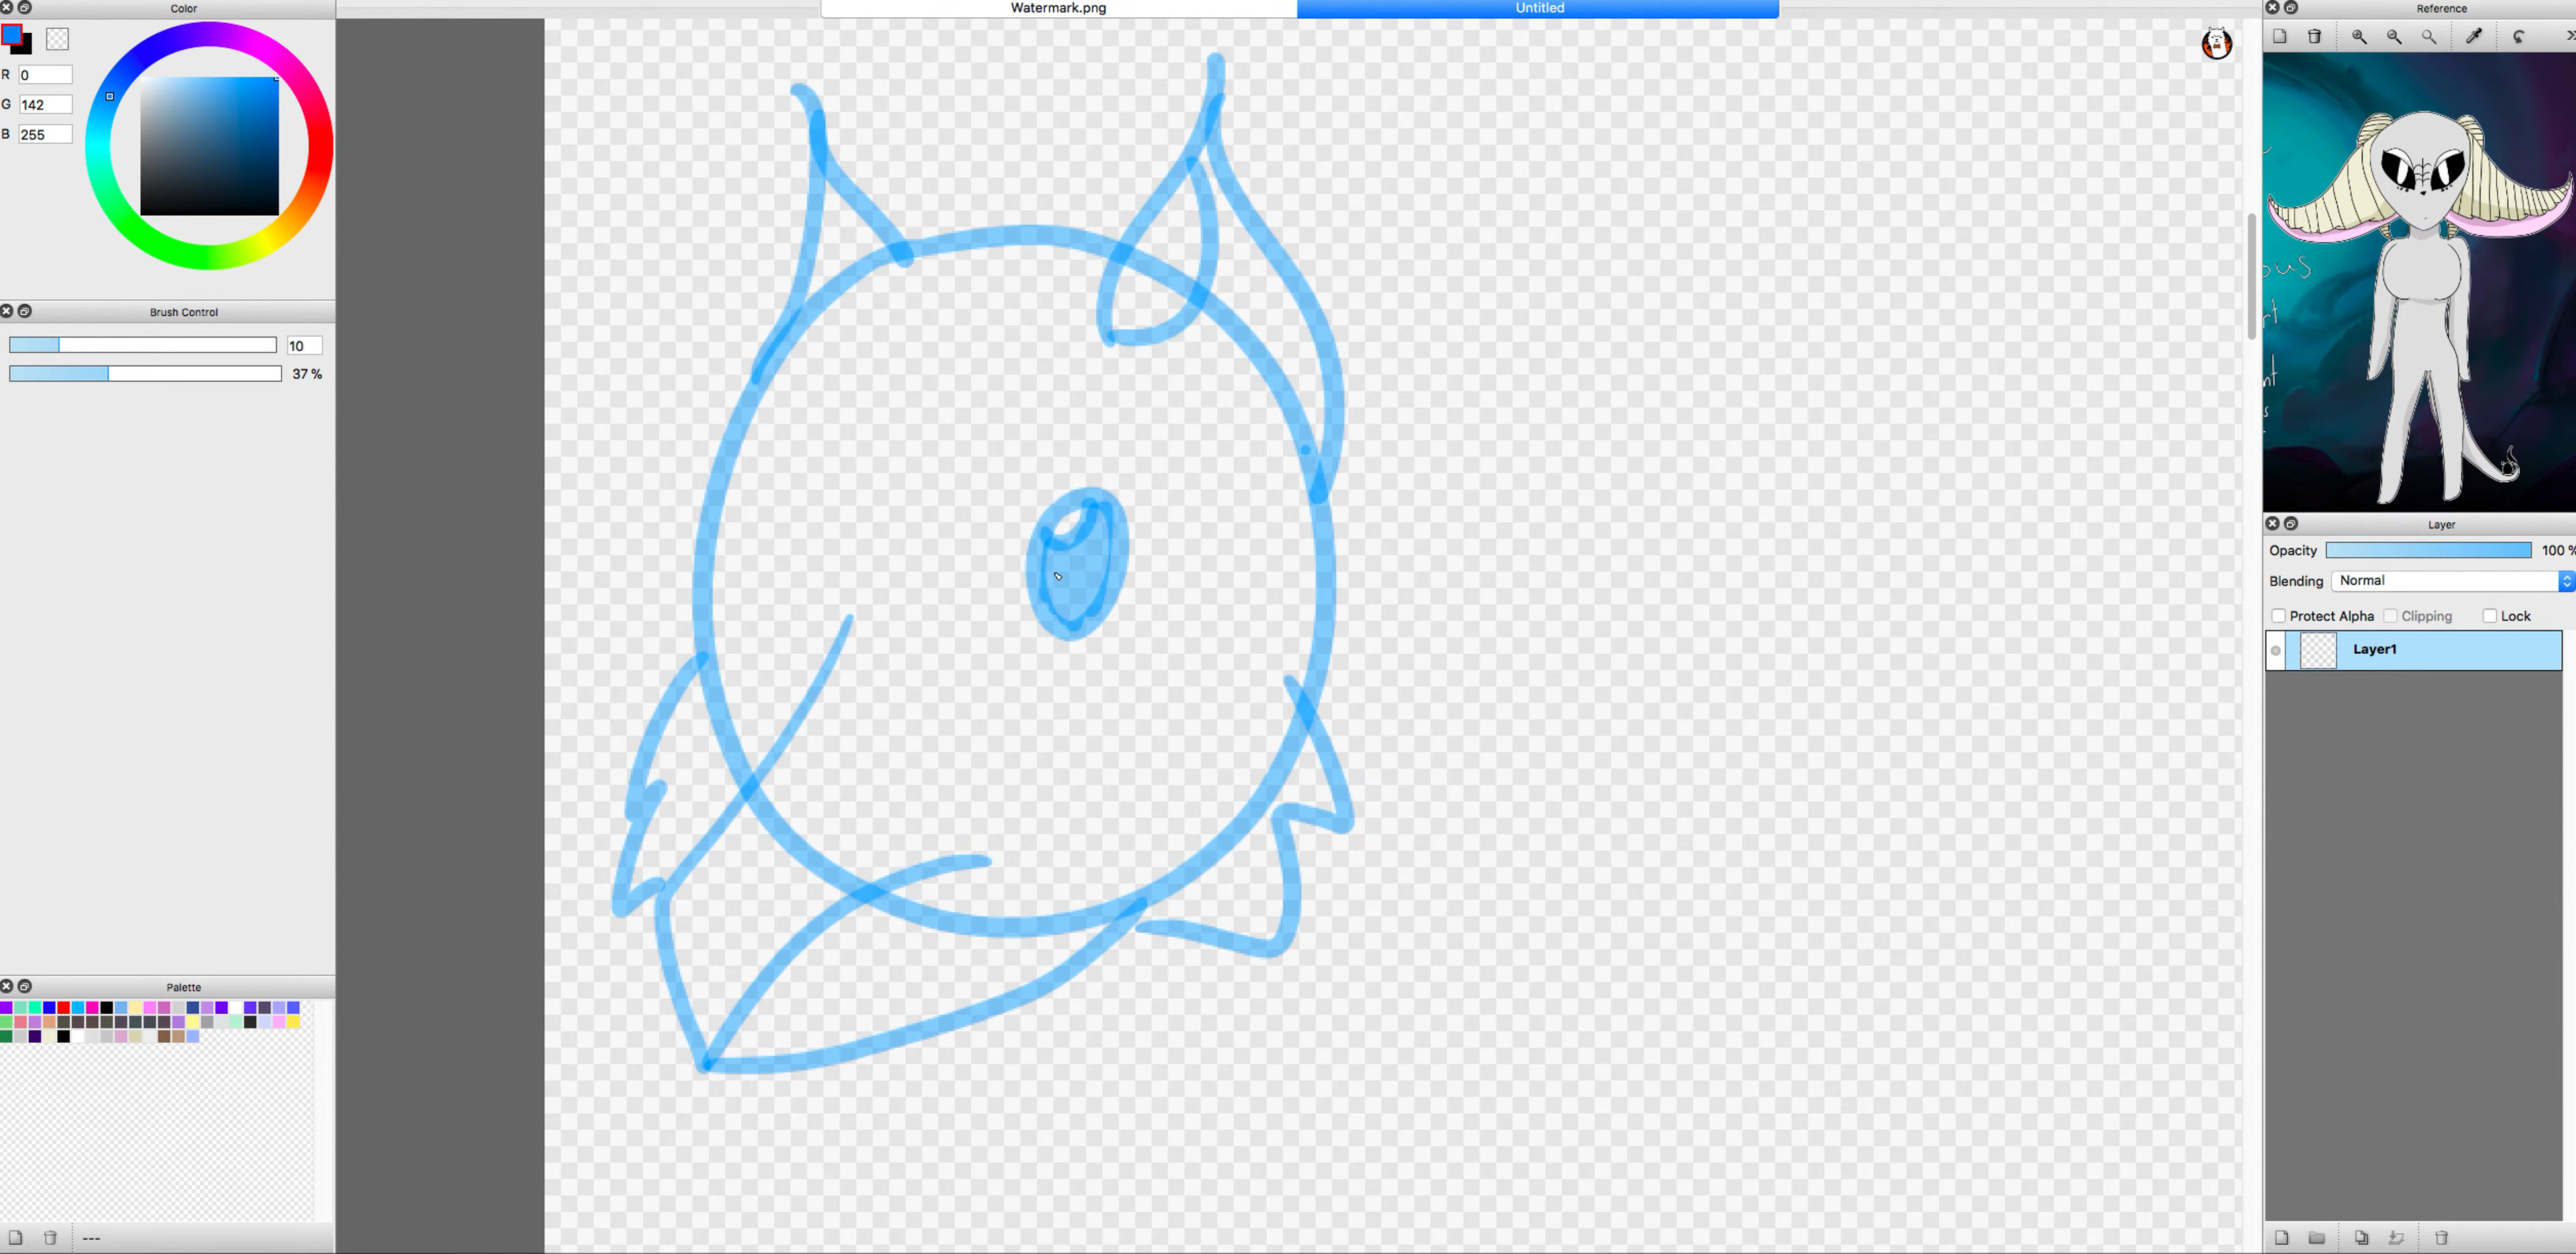 Color
Watermark.png
Untitled
Reference
R 0
G 142
B 255
Brush Control
10
37 %
Layer
Opacity 100 %
Blending Normal
Protect Alpha Clipping Lock
Layer1
Palette
---